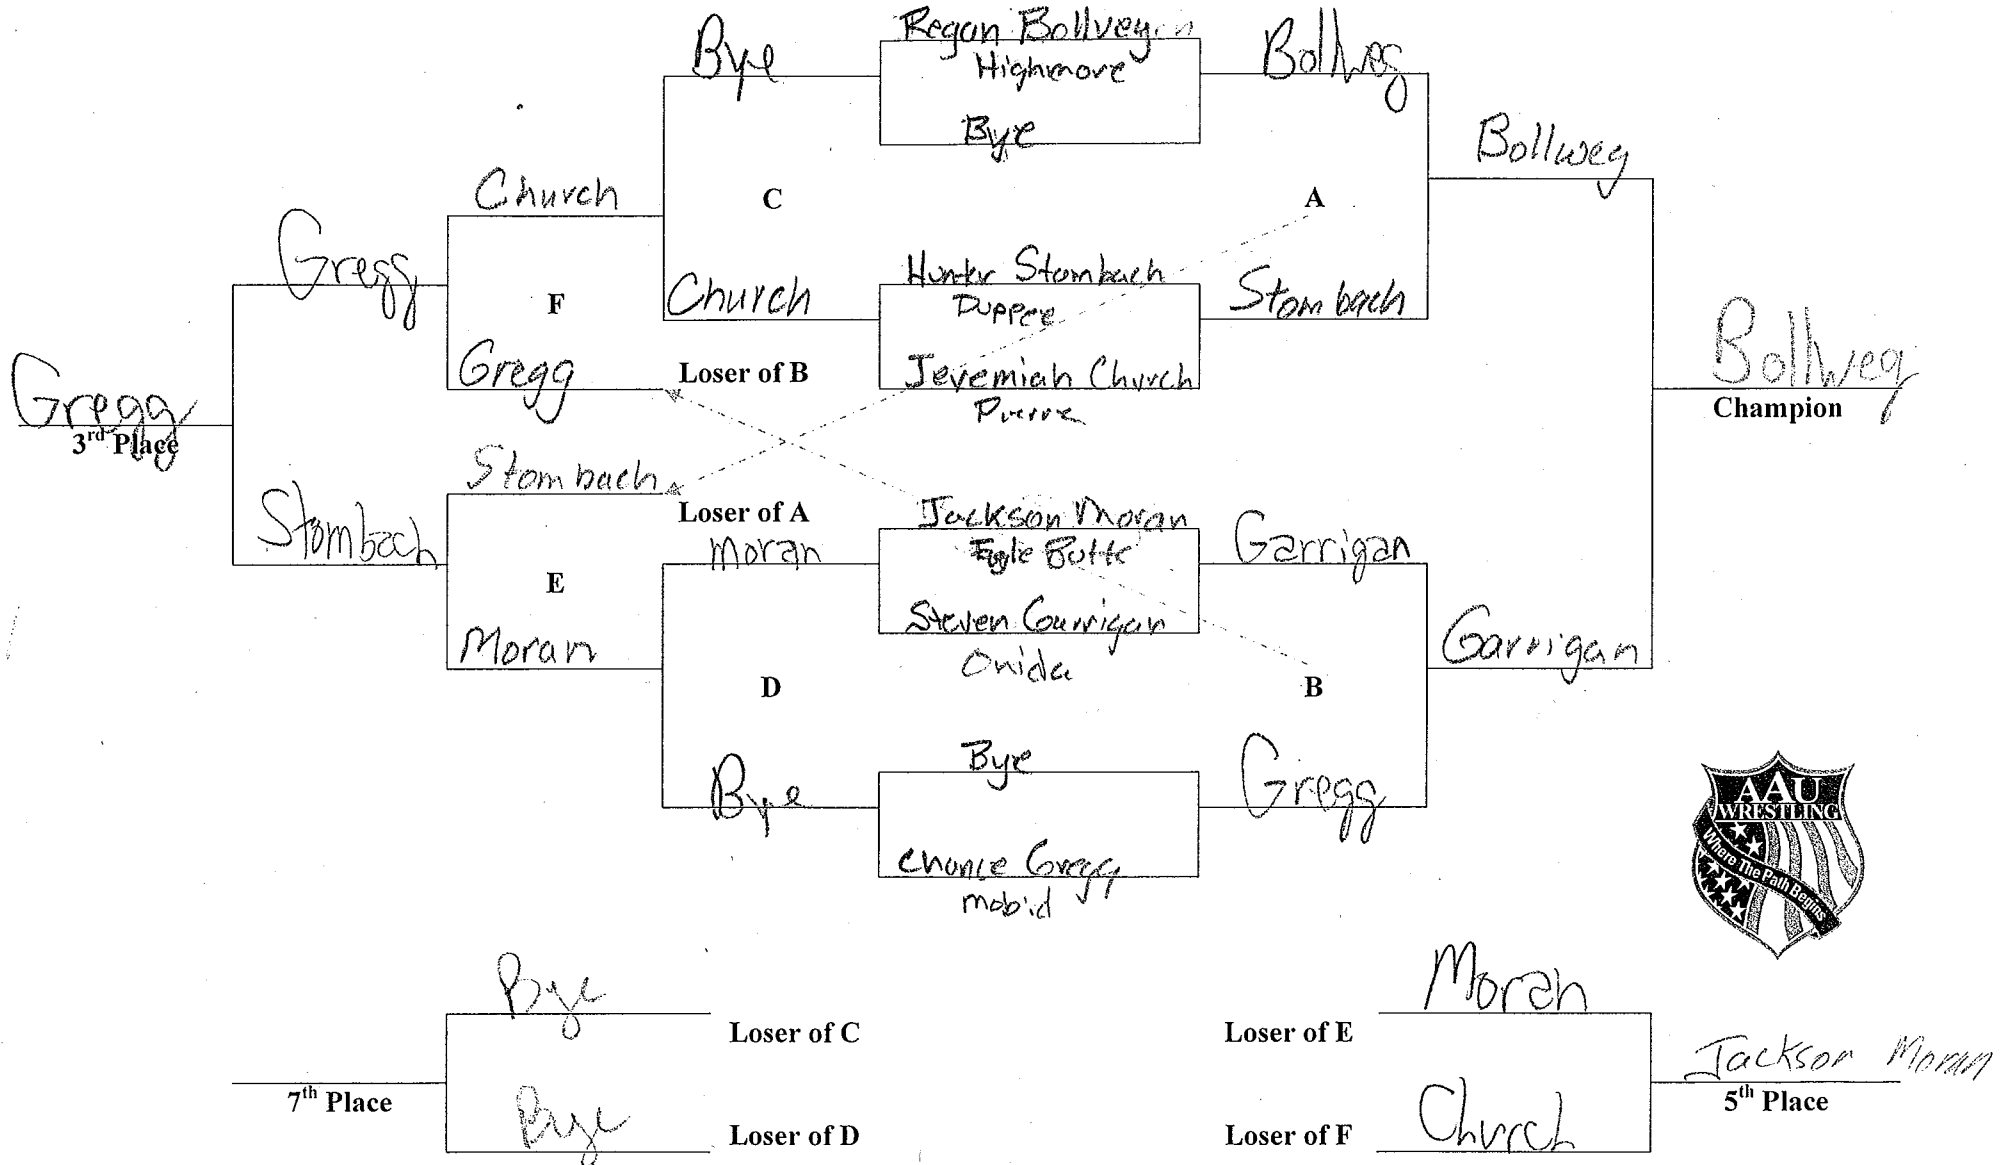 Bye
Regan Bollveg
Highmore
Bye
Bollweg
Bollweg
Church
C
A
Gregg
Church
Hunter Stombach
Dupree
Jeremiah Church
Pierre
Stombach
F
Gregg
Loser of B
Bollweg
Champion
Gregg
3rd Place
Stombach
Loser of A
Stombach
Moran
Jackson Moran
Eagle Butte
Steven Garrigan
Onida
Garrigan
E
Moran
Garrigan
D
B
Bye
Bye
Chance Gregg
Mobrid
Gregg
AAU
WRESTLING
Where The Path Begins
Bye
Loser of C
7th Place
Bye
Loser of D
Moran
Loser of E
Jackson Moran
5th Place
Church
Loser of F